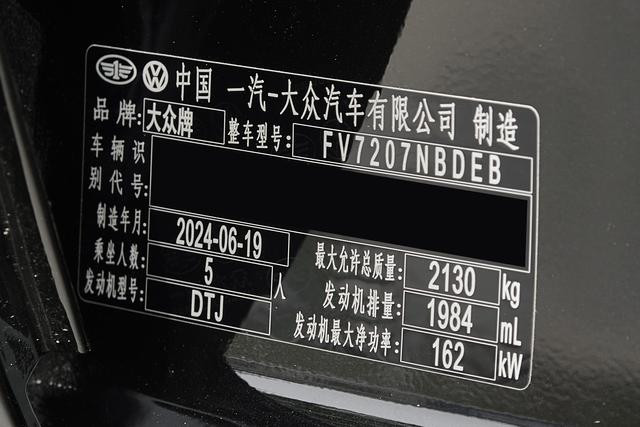 中国 一汽-大众汽车有限公司 制造
品牌: 大众牌 整车型号: FV7207NBDEB
车辆识
别代号:
制造年月: 2024-06-19 最大允许总质量: 2130 kg
乘坐人数: 5 人 发动机排量: 1984 mL
发动机型号: DTJ 发动机最大净功率: 162 kW